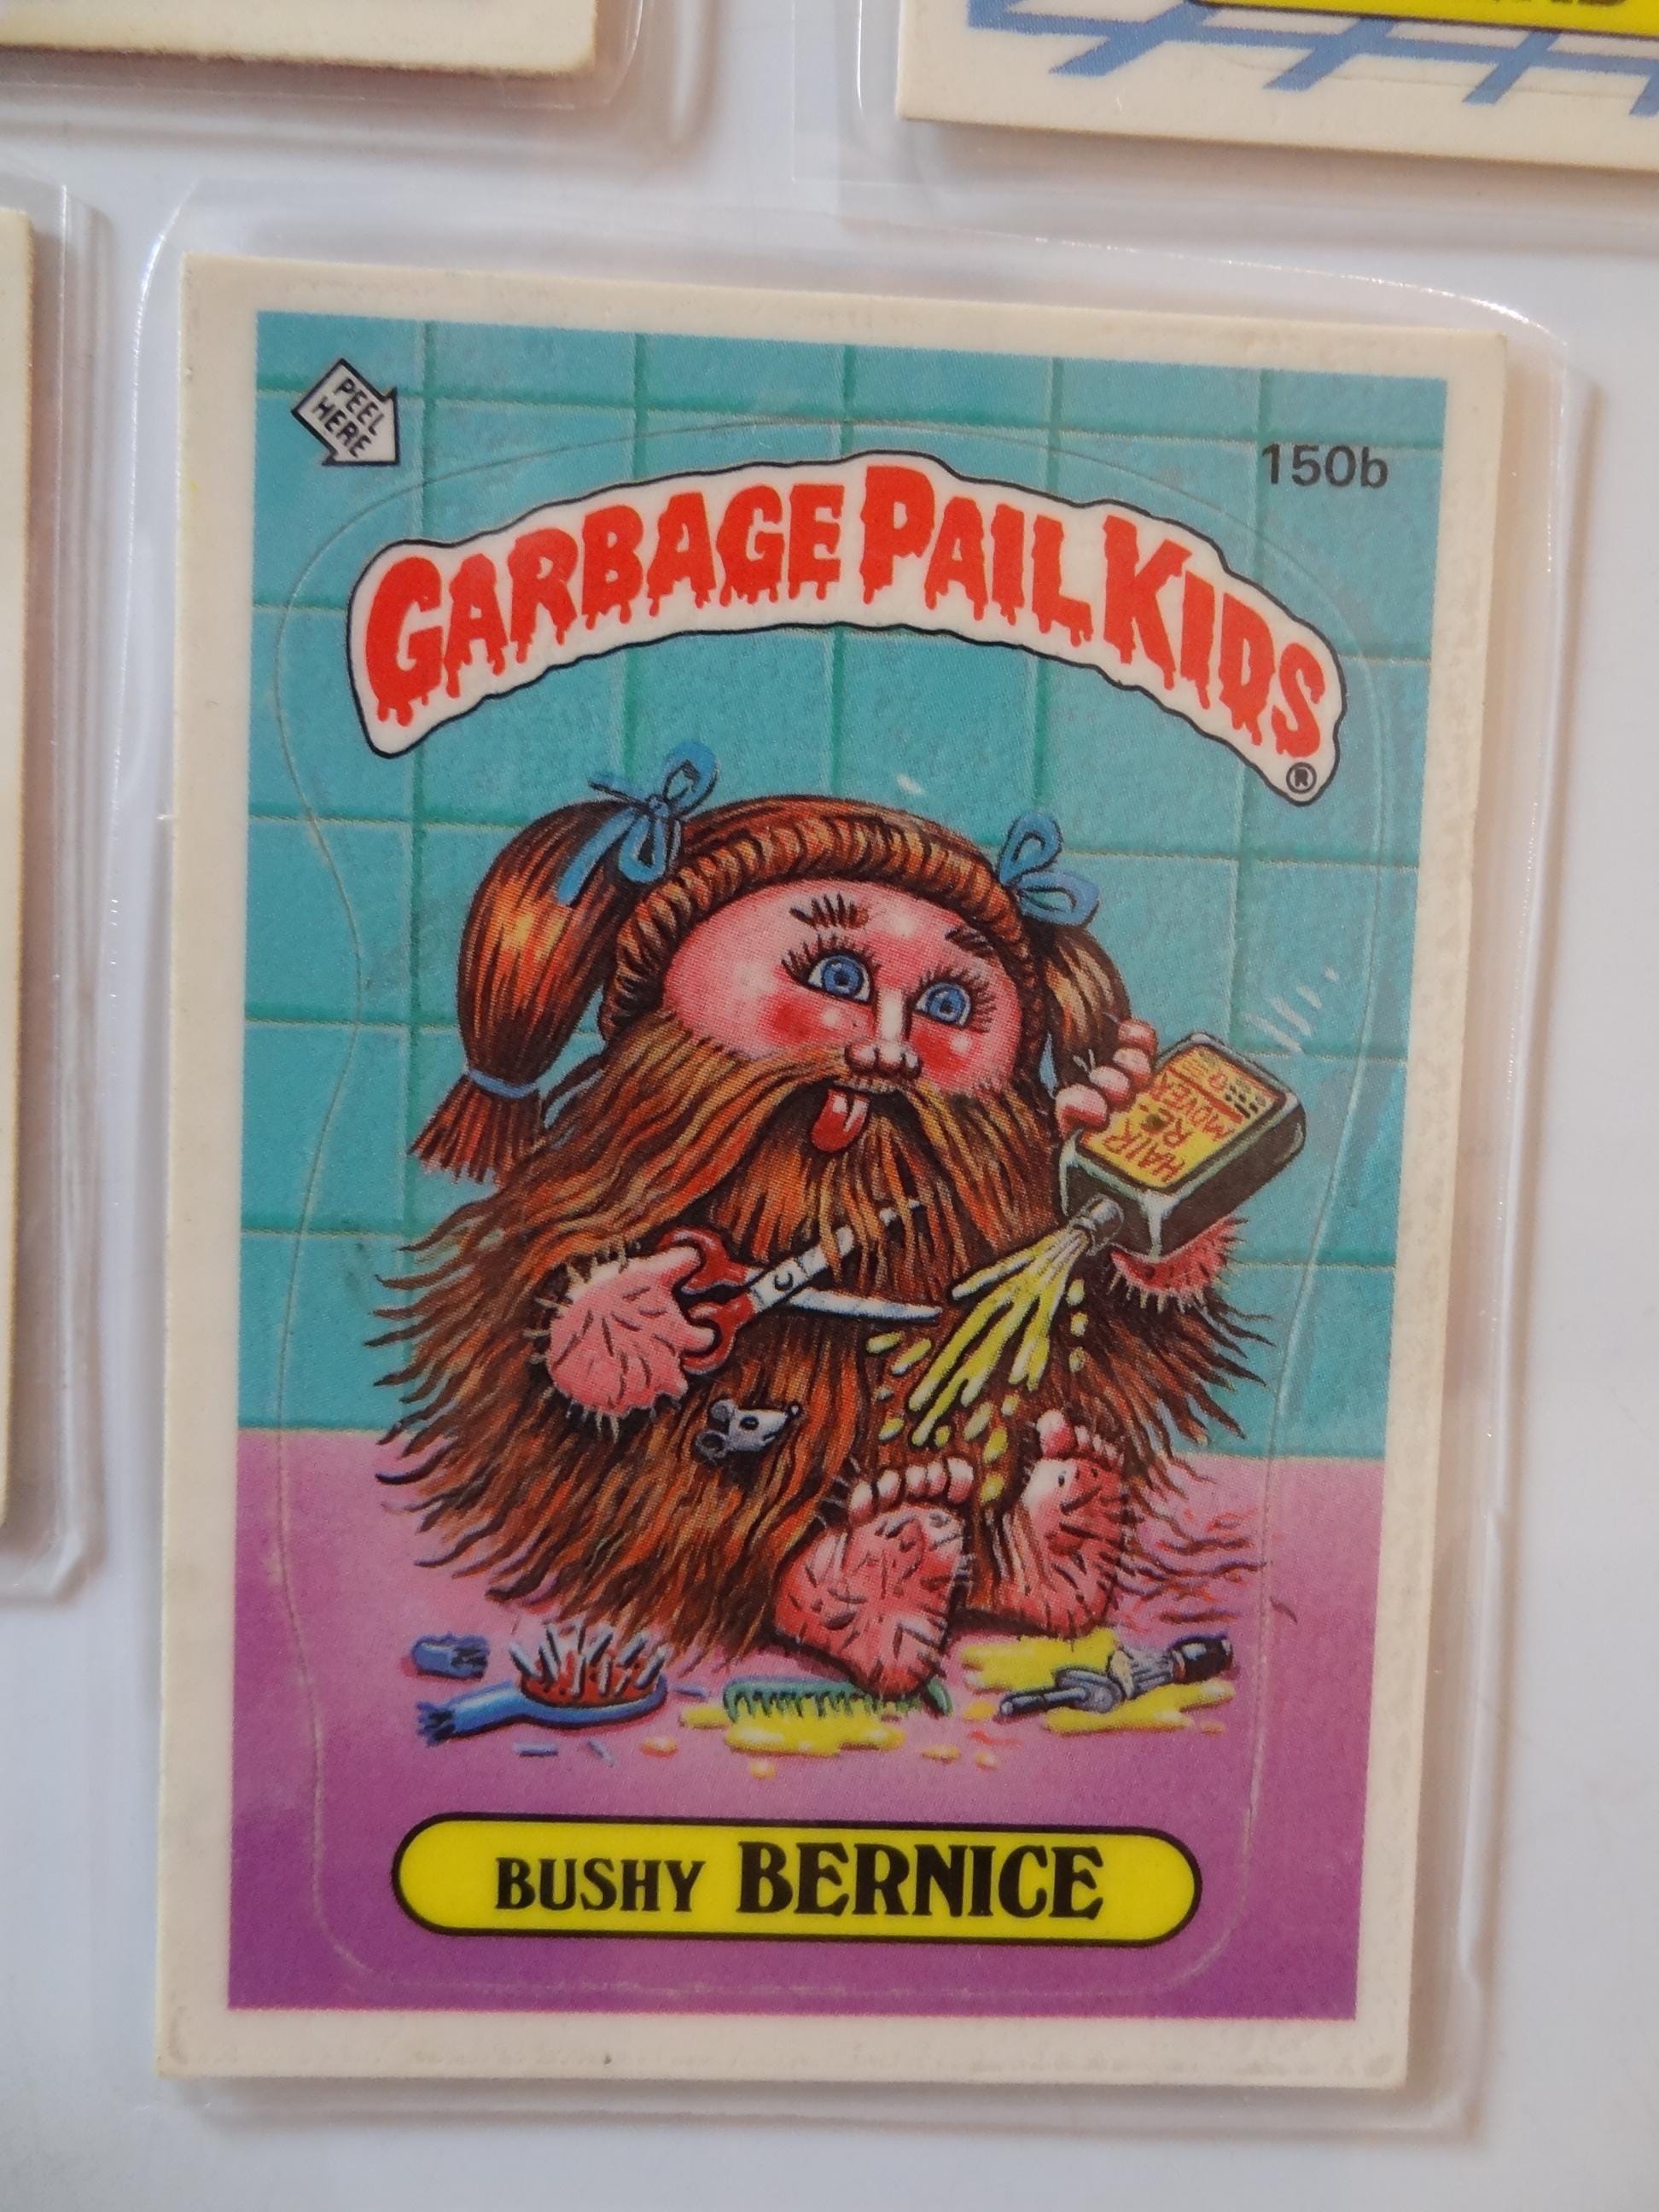 PEEL
HERE
150b
GARBAGE PAIL KIDS
®
HAIR
RE-
MOVER
BUSHY BERNICE